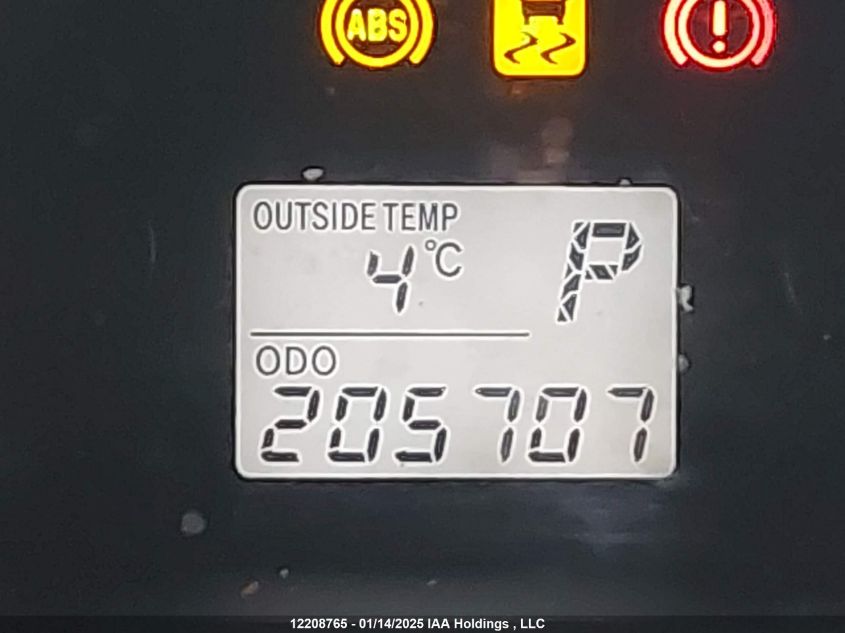 ABS
!
OUTSIDE TEMP
4°C P
ODO
205707
12208765 - 01/14/2025 IAA Holdings , LLC